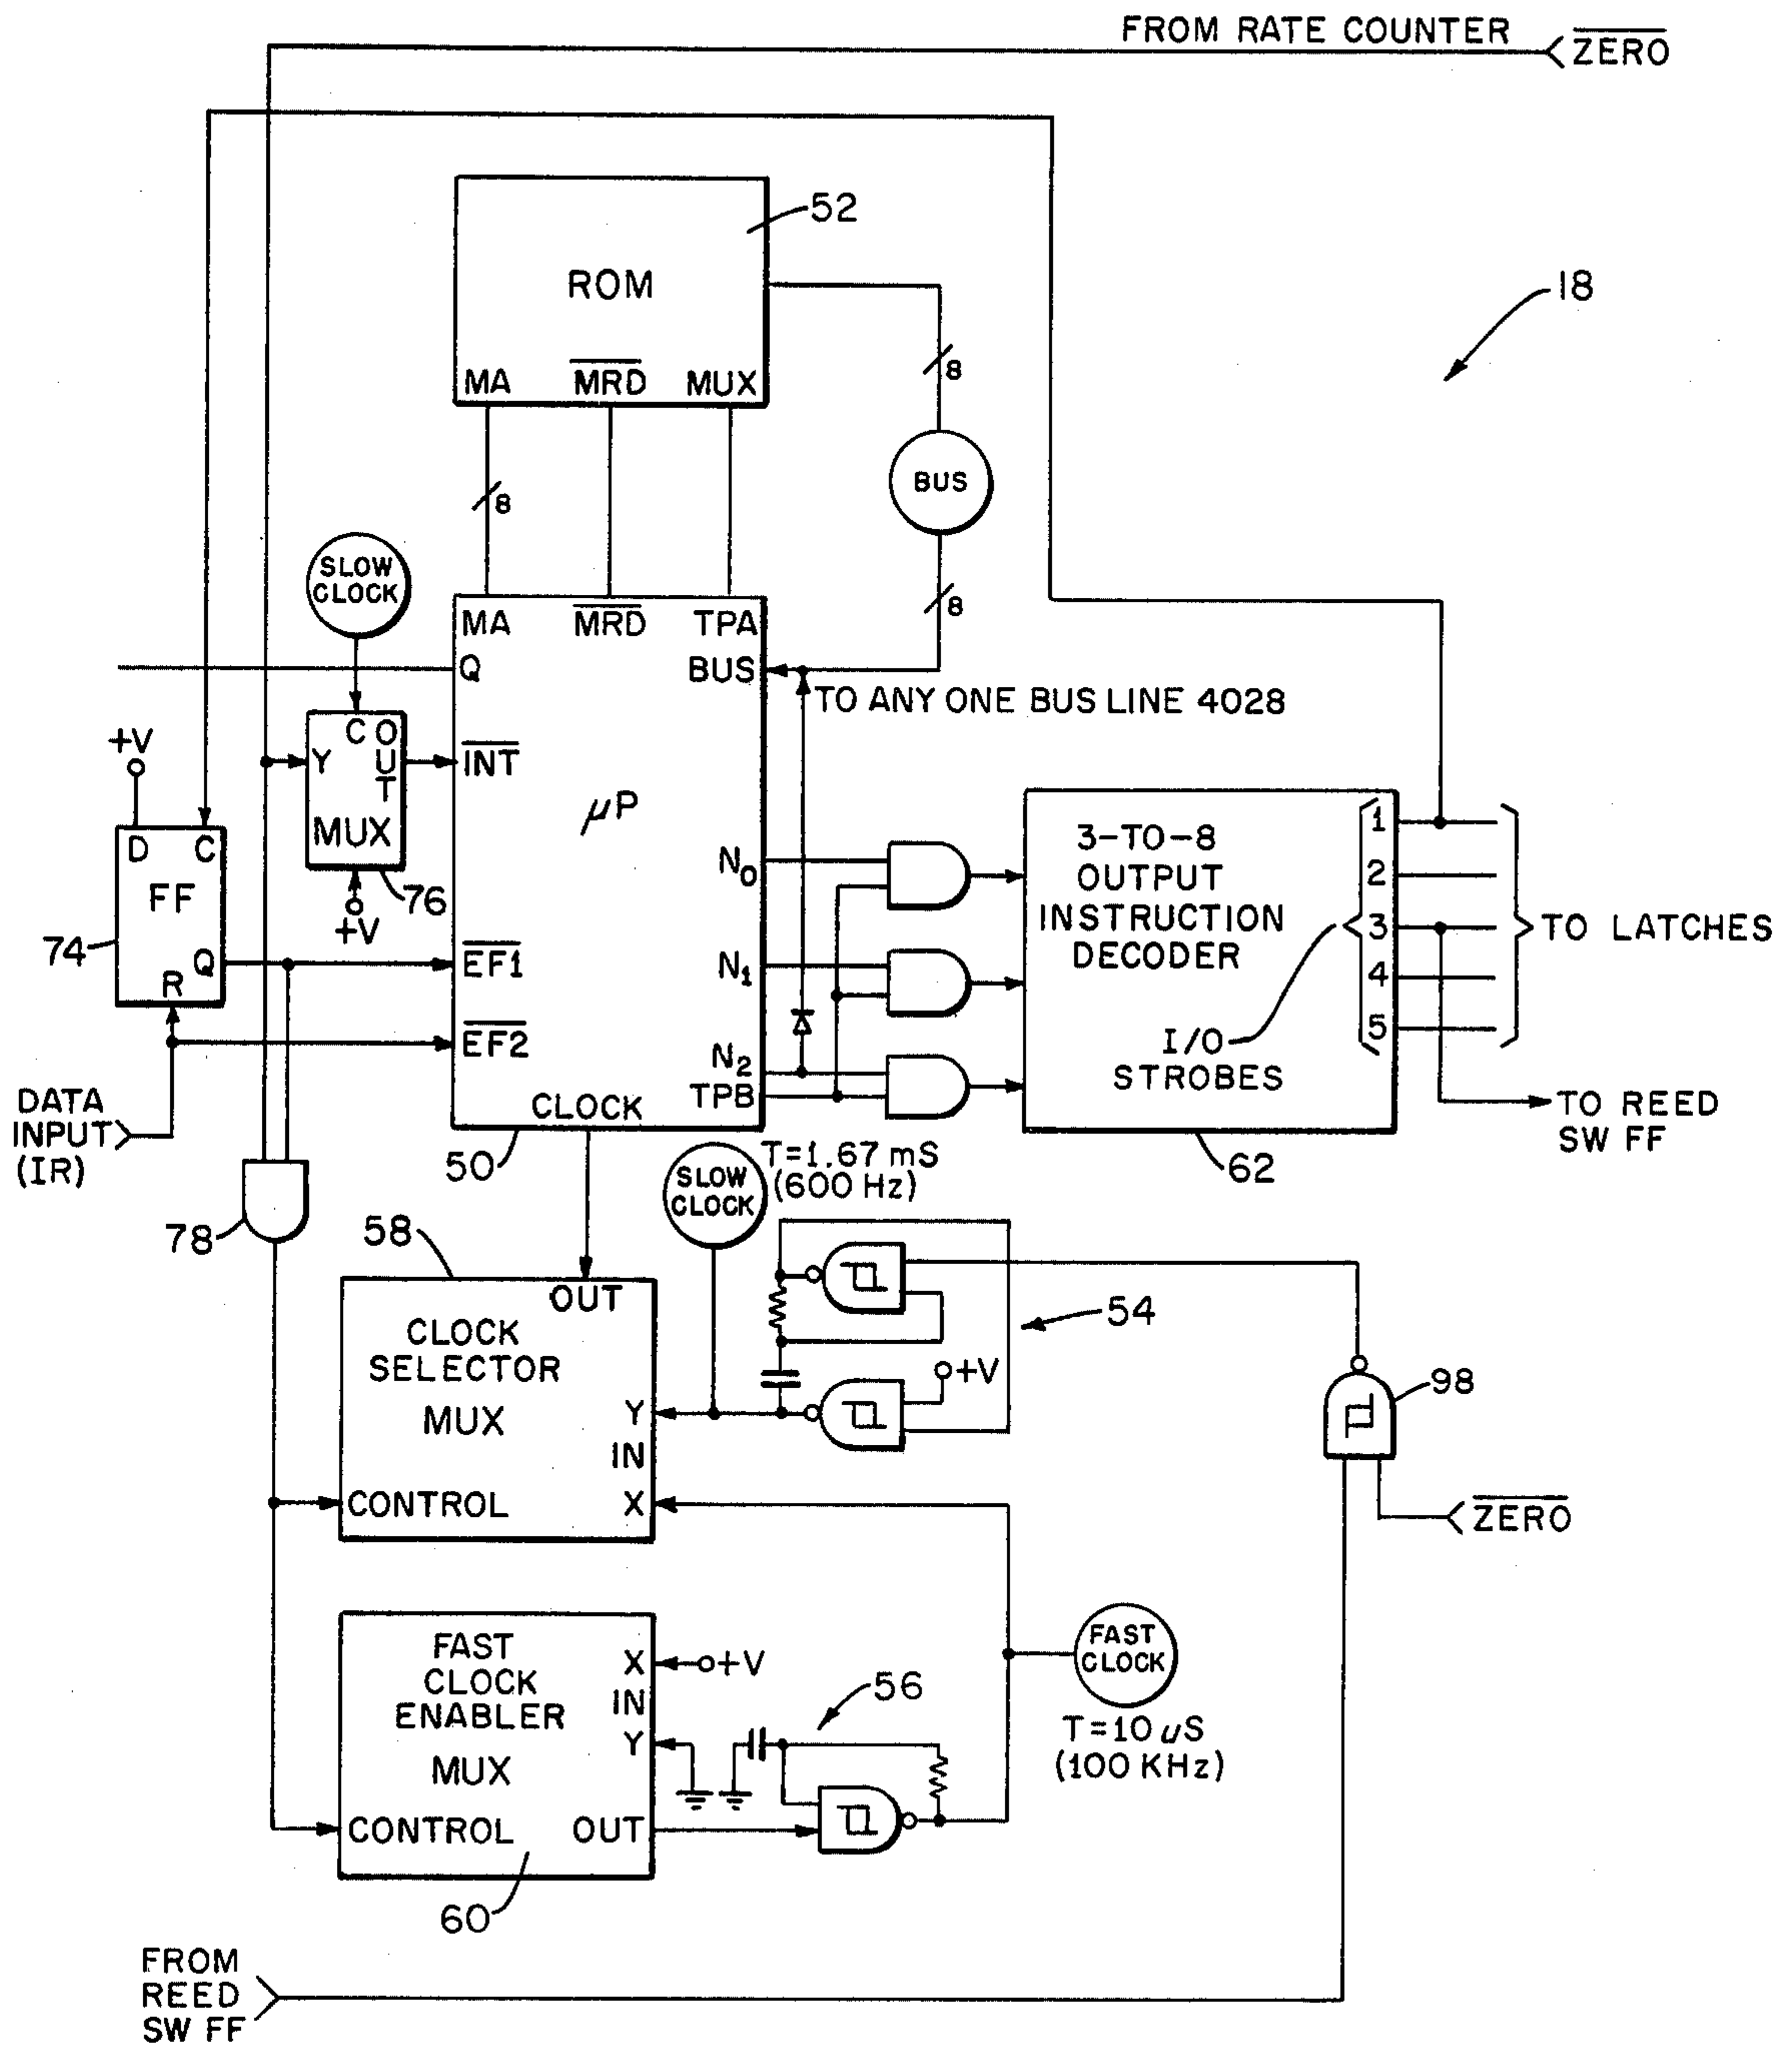 FROM RATE COUNTER
ZERO
52
ROM
18
MA MRD MUX
8
BUS
8
8
SLOW
CLOCK
MA MRD TPA
Q BUS
TO ANY ONE BUS LINE 4028
+V
C OUT
Y
MUX
INT
μP
D C
FF
76
+V
74
Q
R
EF1
EF2
N0
N1
N2
TPB
CLOCK
3-TO-8
OUTPUT
INSTRUCTION
DECODER
I/O
STROBES
1
2
3
4
5
TO LATCHES
TO REED
SW FF
DATA
INPUT
(IR)
50
62
SLOW
CLOCK
T=1.67 mS
(600 Hz)
78
58
OUT
CLOCK
SELECTOR
MUX
54
+V
98
Y
IN
CONTROL X
ZERO
FAST
CLOCK
ENABLER
MUX
X
+V
IN
Y
56
FAST
CLOCK
T=10 uS
(100 KHz)
CONTROL OUT
60
FROM
REED
SW FF